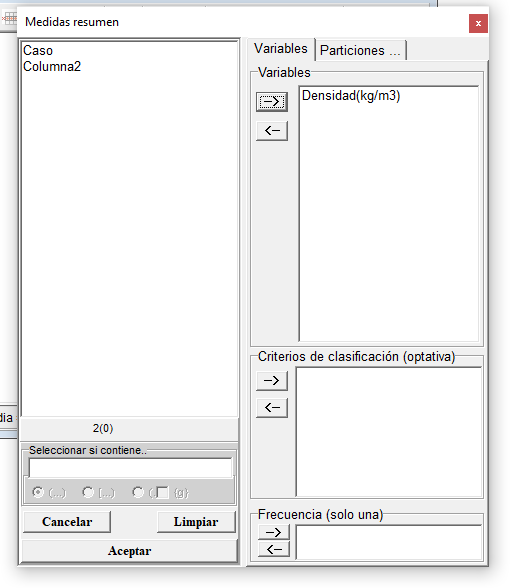 Medidas resumen
x
Caso
Columna2
2(0)
Seleccionar si contiene..
(...)
[...)
(
{g}
Cancelar
Limpiar
Aceptar
Variables
Particiones ...
Variables
-->
<--
Densidad(kg/m3)
Criterios de clasificación (optativa)
-->
<--
Frecuencia (solo una)
-->
<--
dia